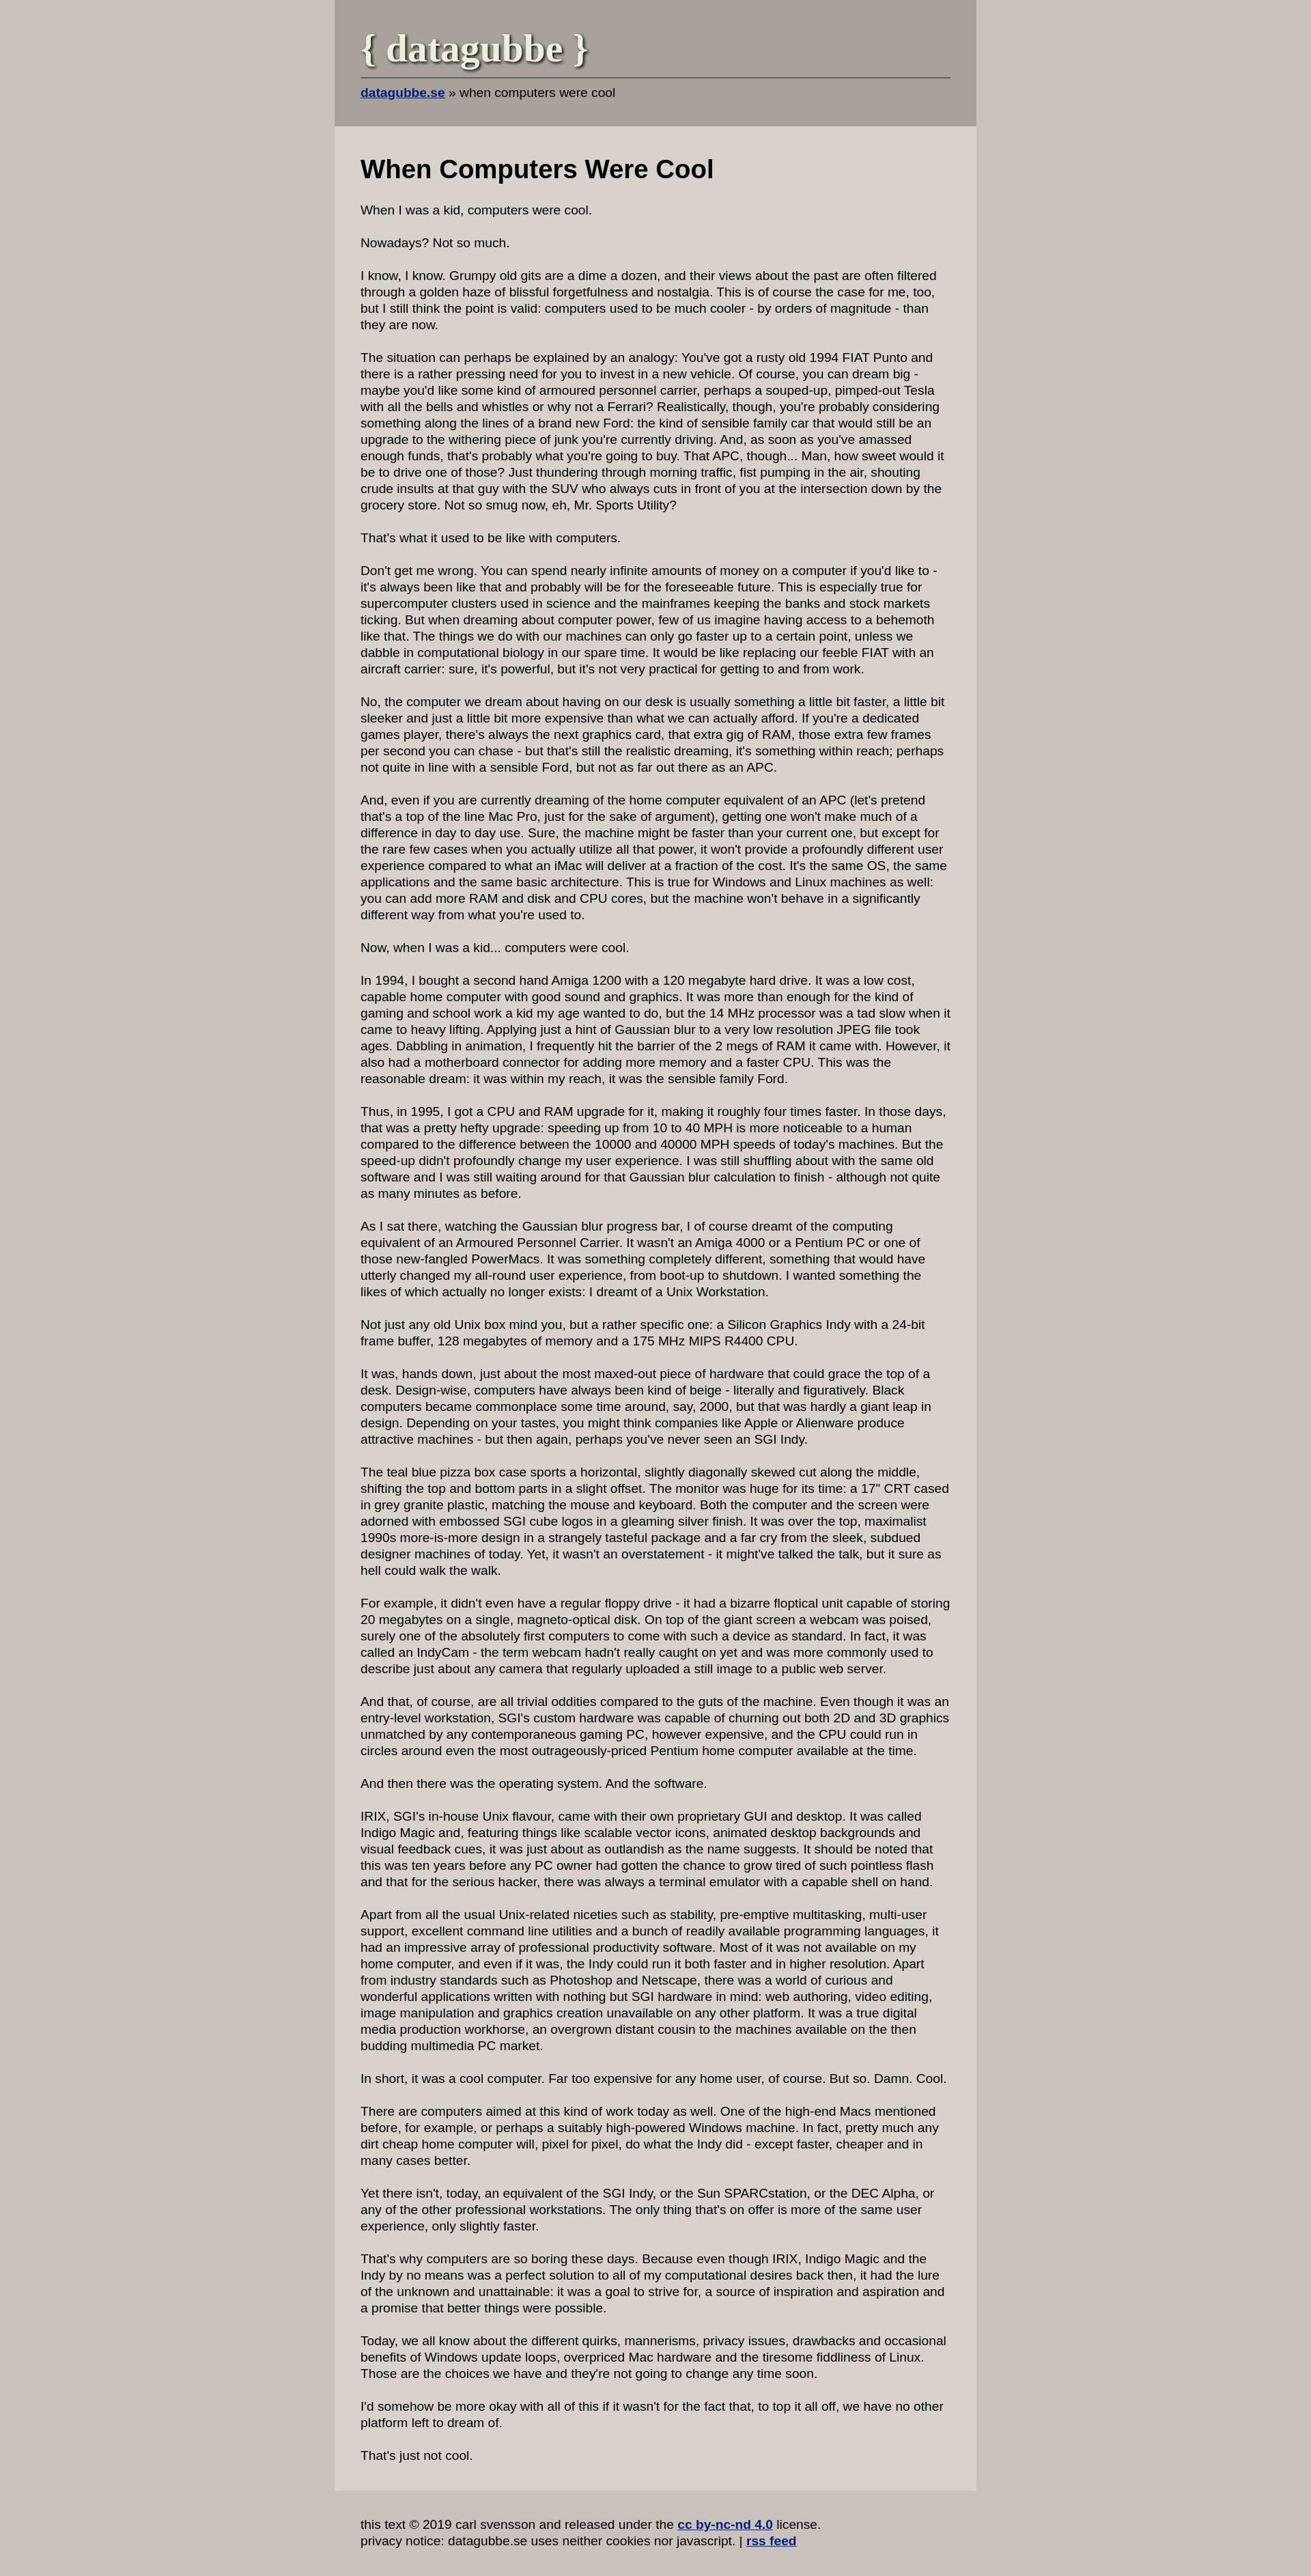 { datagubbe }
datagubbe.se » when computers were cool
When Computers Were Cool
When I was a kid, computers were cool.
Nowadays? Not so much.
I know, I know. Grumpy old gits are a dime a dozen, and their views about the past are often filtered
through a golden haze of blissful forgetfulness and nostalgia. This is of course the case for me, too,
but I still think the point is valid: computers used to be much cooler - by orders of magnitude - than
they are now.
The situation can perhaps be explained by an analogy: You've got a rusty old 1994 FIAT Punto and
there is a rather pressing need for you to invest in a new vehicle. Of course, you can dream big -
maybe you'd like some kind of armoured personnel carrier, perhaps a souped-up, pimped-out Tesla
with all the bells and whistles or why not a Ferrari? Realistically, though, you're probably considering
something along the lines of a brand new Ford: the kind of sensible family car that would still be an
upgrade to the withering piece of junk you're currently driving. And, as soon as you've amassed
enough funds, that's probably what you're going to buy. That APC, though... Man, how sweet would it
be to drive one of those? Just thundering through morning traffic, fist pumping in the air, shouting
crude insults at that guy with the SUV who always cuts in front of you at the intersection down by the
grocery store. Not so smug now, eh, Mr. Sports Utility?
That's what it used to be like with computers.
Don't get me wrong. You can spend nearly infinite amounts of money on a computer if you'd like to -
it's always been like that and probably will be for the foreseeable future. This is especially true for
supercomputer clusters used in science and the mainframes keeping the banks and stock markets
ticking. But when dreaming about computer power, few of us imagine having access to a behemoth
like that. The things we do with our machines can only go faster up to a certain point, unless we
dabble in computational biology in our spare time. It would be like replacing our feeble FIAT with an
aircraft carrier: sure, it's powerful, but it's not very practical for getting to and from work.
No, the computer we dream about having on our desk is usually something a little bit faster, a little bit
sleeker and just a little bit more expensive than what we can actually afford. If you're a dedicated
games player, there's always the next graphics card, that extra gig of RAM, those extra few frames
per second you can chase - but that's still the realistic dreaming, it's something within reach; perhaps
not quite in line with a sensible Ford, but not as far out there as an APC.
And, even if you are currently dreaming of the home computer equivalent of an APC (let's pretend
that's a top of the line Mac Pro, just for the sake of argument), getting one won't make much of a
difference in day to day use. Sure, the machine might be faster than your current one, but except for
the rare few cases when you actually utilize all that power, it won't provide a profoundly different user
experience compared to what an iMac will deliver at a fraction of the cost. It's the same OS, the same
applications and the same basic architecture. This is true for Windows and Linux machines as well:
you can add more RAM and disk and CPU cores, but the machine won't behave in a significantly
different way from what you're used to.
Now, when I was a kid... computers were cool.
In 1994, I bought a second hand Amiga 1200 with a 120 megabyte hard drive. It was a low cost,
capable home computer with good sound and graphics. It was more than enough for the kind of
gaming and school work a kid my age wanted to do, but the 14 MHz processor was a tad slow when it
came to heavy lifting. Applying just a hint of Gaussian blur to a very low resolution JPEG file took
ages. Dabbling in animation, I frequently hit the barrier of the 2 megs of RAM it came with. However, it
also had a motherboard connector for adding more memory and a faster CPU. This was the
reasonable dream: it was within my reach, it was the sensible family Ford.
Thus, in 1995, I got a CPU and RAM upgrade for it, making it roughly four times faster. In those days,
that was a pretty hefty upgrade: speeding up from 10 to 40 MPH is more noticeable to a human
compared to the difference between the 10000 and 40000 MPH speeds of today's machines. But the
speed-up didn't profoundly change my user experience. I was still shuffling about with the same old
software and I was still waiting around for that Gaussian blur calculation to finish - although not quite
as many minutes as before.
As I sat there, watching the Gaussian blur progress bar, I of course dreamt of the computing
equivalent of an Armoured Personnel Carrier. It wasn't an Amiga 4000 or a Pentium PC or one of
those new-fangled PowerMacs. It was something completely different, something that would have
utterly changed my all-round user experience, from boot-up to shutdown. I wanted something the
likes of which actually no longer exists: I dreamt of a Unix Workstation.
Not just any old Unix box mind you, but a rather specific one: a Silicon Graphics Indy with a 24-bit
frame buffer, 128 megabytes of memory and a 175 MHz MIPS R4400 CPU.
It was, hands down, just about the most maxed-out piece of hardware that could grace the top of a
desk. Design-wise, computers have always been kind of beige - literally and figuratively. Black
computers became commonplace some time around, say, 2000, but that was hardly a giant leap in
design. Depending on your tastes, you might think companies like Apple or Alienware produce
attractive machines - but then again, perhaps you've never seen an SGI Indy.
The teal blue pizza box case sports a horizontal, slightly diagonally skewed cut along the middle,
shifting the top and bottom parts in a slight offset. The monitor was huge for its time: a 17" CRT cased
in grey granite plastic, matching the mouse and keyboard. Both the computer and the screen were
adorned with embossed SGI cube logos in a gleaming silver finish. It was over the top, maximalist
1990s more-is-more design in a strangely tasteful package and a far cry from the sleek, subdued
designer machines of today. Yet, it wasn't an overstatement - it might've talked the talk, but it sure as
hell could walk the walk.
For example, it didn't even have a regular floppy drive - it had a bizarre floptical unit capable of storing
20 megabytes on a single, magneto-optical disk. On top of the giant screen a webcam was poised,
surely one of the absolutely first computers to come with such a device as standard. In fact, it was
called an IndyCam - the term webcam hadn't really caught on yet and was more commonly used to
describe just about any camera that regularly uploaded a still image to a public web server.
And that, of course, are all trivial oddities compared to the guts of the machine. Even though it was an
entry-level workstation, SGI's custom hardware was capable of churning out both 2D and 3D graphics
unmatched by any contemporaneous gaming PC, however expensive, and the CPU could run in
circles around even the most outrageously-priced Pentium home computer available at the time.
And then there was the operating system. And the software.
IRIX, SGI's in-house Unix flavour, came with their own proprietary GUI and desktop. It was called
Indigo Magic and, featuring things like scalable vector icons, animated desktop backgrounds and
visual feedback cues, it was just about as outlandish as the name suggests. It should be noted that
this was ten years before any PC owner had gotten the chance to grow tired of such pointless flash
and that for the serious hacker, there was always a terminal emulator with a capable shell on hand.
Apart from all the usual Unix-related niceties such as stability, pre-emptive multitasking, multi-user
support, excellent command line utilities and a bunch of readily available programming languages, it
had an impressive array of professional productivity software. Most of it was not available on my
home computer, and even if it was, the Indy could run it both faster and in higher resolution. Apart
from industry standards such as Photoshop and Netscape, there was a world of curious and
wonderful applications written with nothing but SGI hardware in mind: web authoring, video editing,
image manipulation and graphics creation unavailable on any other platform. It was a true digital
media production workhorse, an overgrown distant cousin to the machines available on the then
budding multimedia PC market.
In short, it was a cool computer. Far too expensive for any home user, of course. But so. Damn. Cool.
There are computers aimed at this kind of work today as well. One of the high-end Macs mentioned
before, for example, or perhaps a suitably high-powered Windows machine. In fact, pretty much any
dirt cheap home computer will, pixel for pixel, do what the Indy did - except faster, cheaper and in
many cases better.
Yet there isn't, today, an equivalent of the SGI Indy, or the Sun SPARCstation, or the DEC Alpha, or
any of the other professional workstations. The only thing that's on offer is more of the same user
experience, only slightly faster.
That's why computers are so boring these days. Because even though IRIX, Indigo Magic and the
Indy by no means was a perfect solution to all of my computational desires back then, it had the lure
of the unknown and unattainable: it was a goal to strive for, a source of inspiration and aspiration and
a promise that better things were possible.
Today, we all know about the different quirks, mannerisms, privacy issues, drawbacks and occasional
benefits of Windows update loops, overpriced Mac hardware and the tiresome fiddliness of Linux.
Those are the choices we have and they're not going to change any time soon.
I'd somehow be more okay with all of this if it wasn't for the fact that, to top it all off, we have no other
platform left to dream of.
That's just not cool.
this text © 2019 carl svensson and released under the cc by-nc-nd 4.0 license.
privacy notice: datagubbe.se uses neither cookies nor javascript. | rss feed